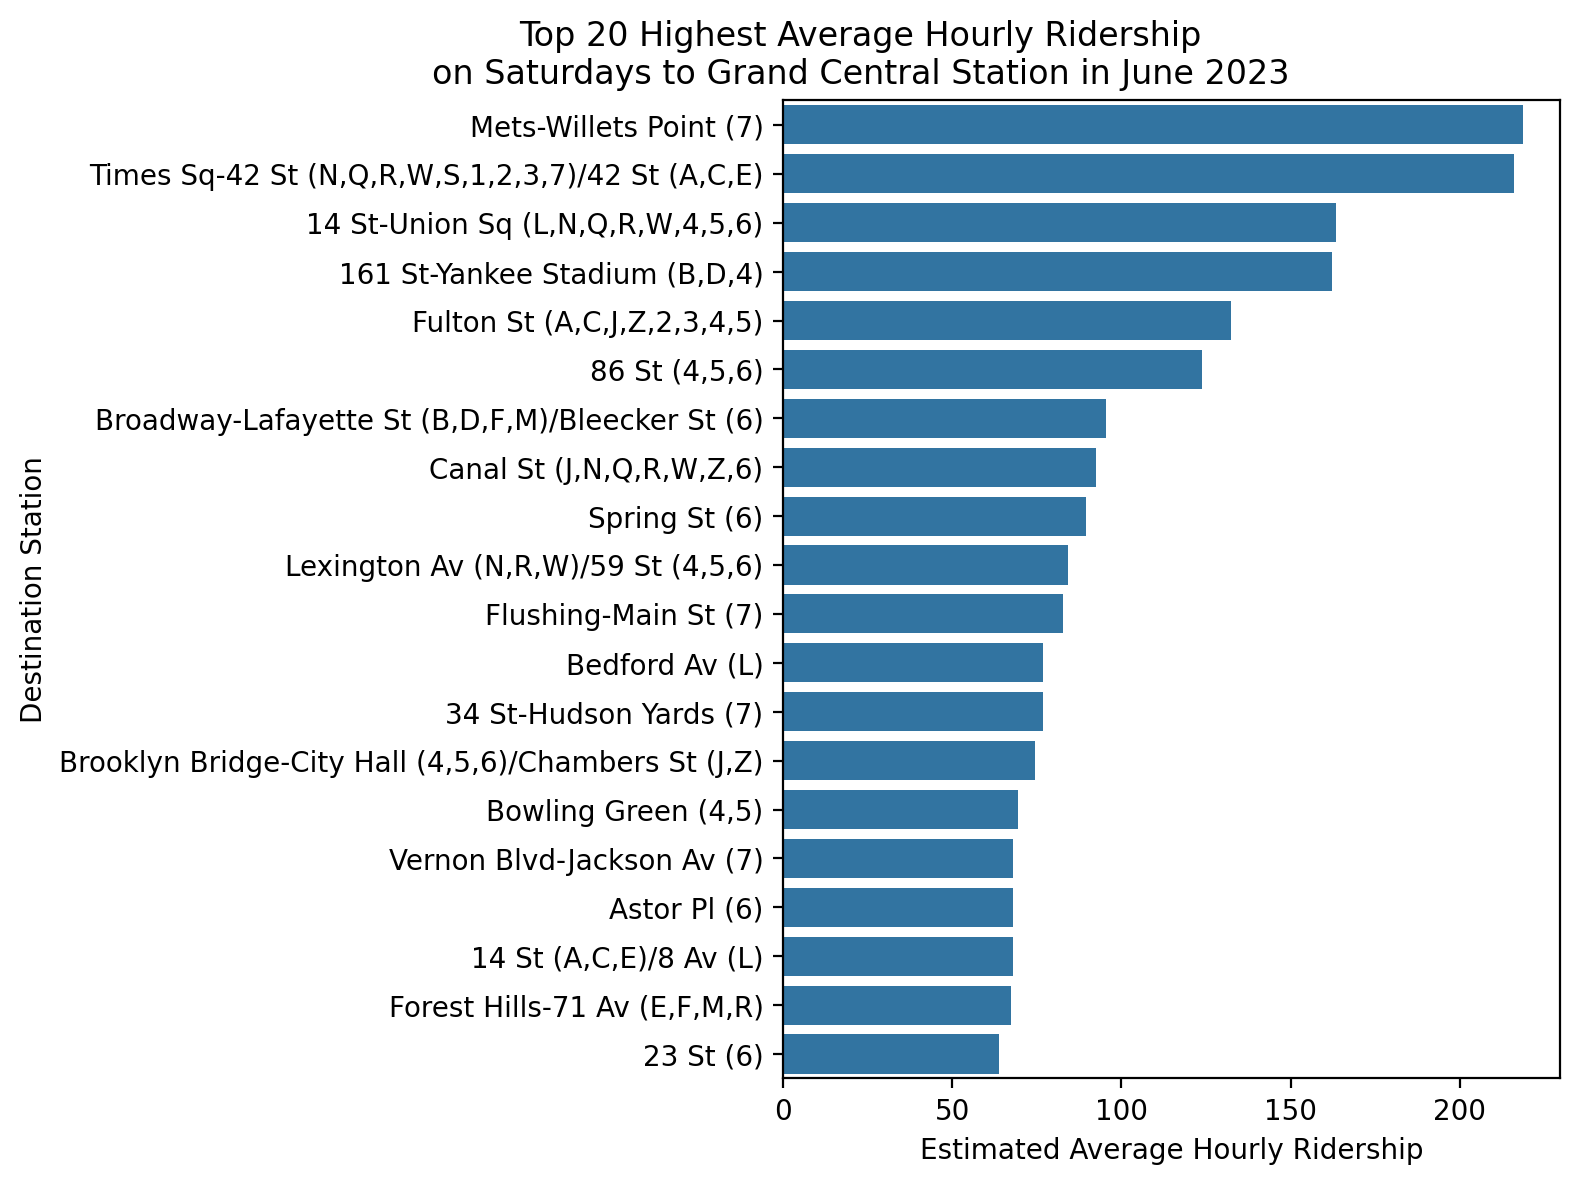 Top 20 Highest Average Hourly Ridership
on Saturdays to Grand Central Station in June 2023
Destination Station
Mets-Willets Point (7)
Times Sq-42 St (N,Q,R,W,S,1,2,3,7)/42 St (A,C,E)
14 St-Union Sq (L,N,Q,R,W,4,5,6)
161 St-Yankee Stadium (B,D,4)
Fulton St (A,C,J,Z,2,3,4,5)
86 St (4,5,6)
Broadway-Lafayette St (B,D,F,M)/Bleecker St (6)
Canal St (J,N,Q,R,W,Z,6)
Spring St (6)
Lexington Av (N,R,W)/59 St (4,5,6)
Flushing-Main St (7)
Bedford Av (L)
34 St-Hudson Yards (7)
Brooklyn Bridge-City Hall (4,5,6)/Chambers St (J,Z)
Bowling Green (4,5)
Vernon Blvd-Jackson Av (7)
Astor Pl (6)
14 St (A,C,E)/8 Av (L)
Forest Hills-71 Av (E,F,M,R)
23 St (6)
0 50 100 150 200
Estimated Average Hourly Ridership